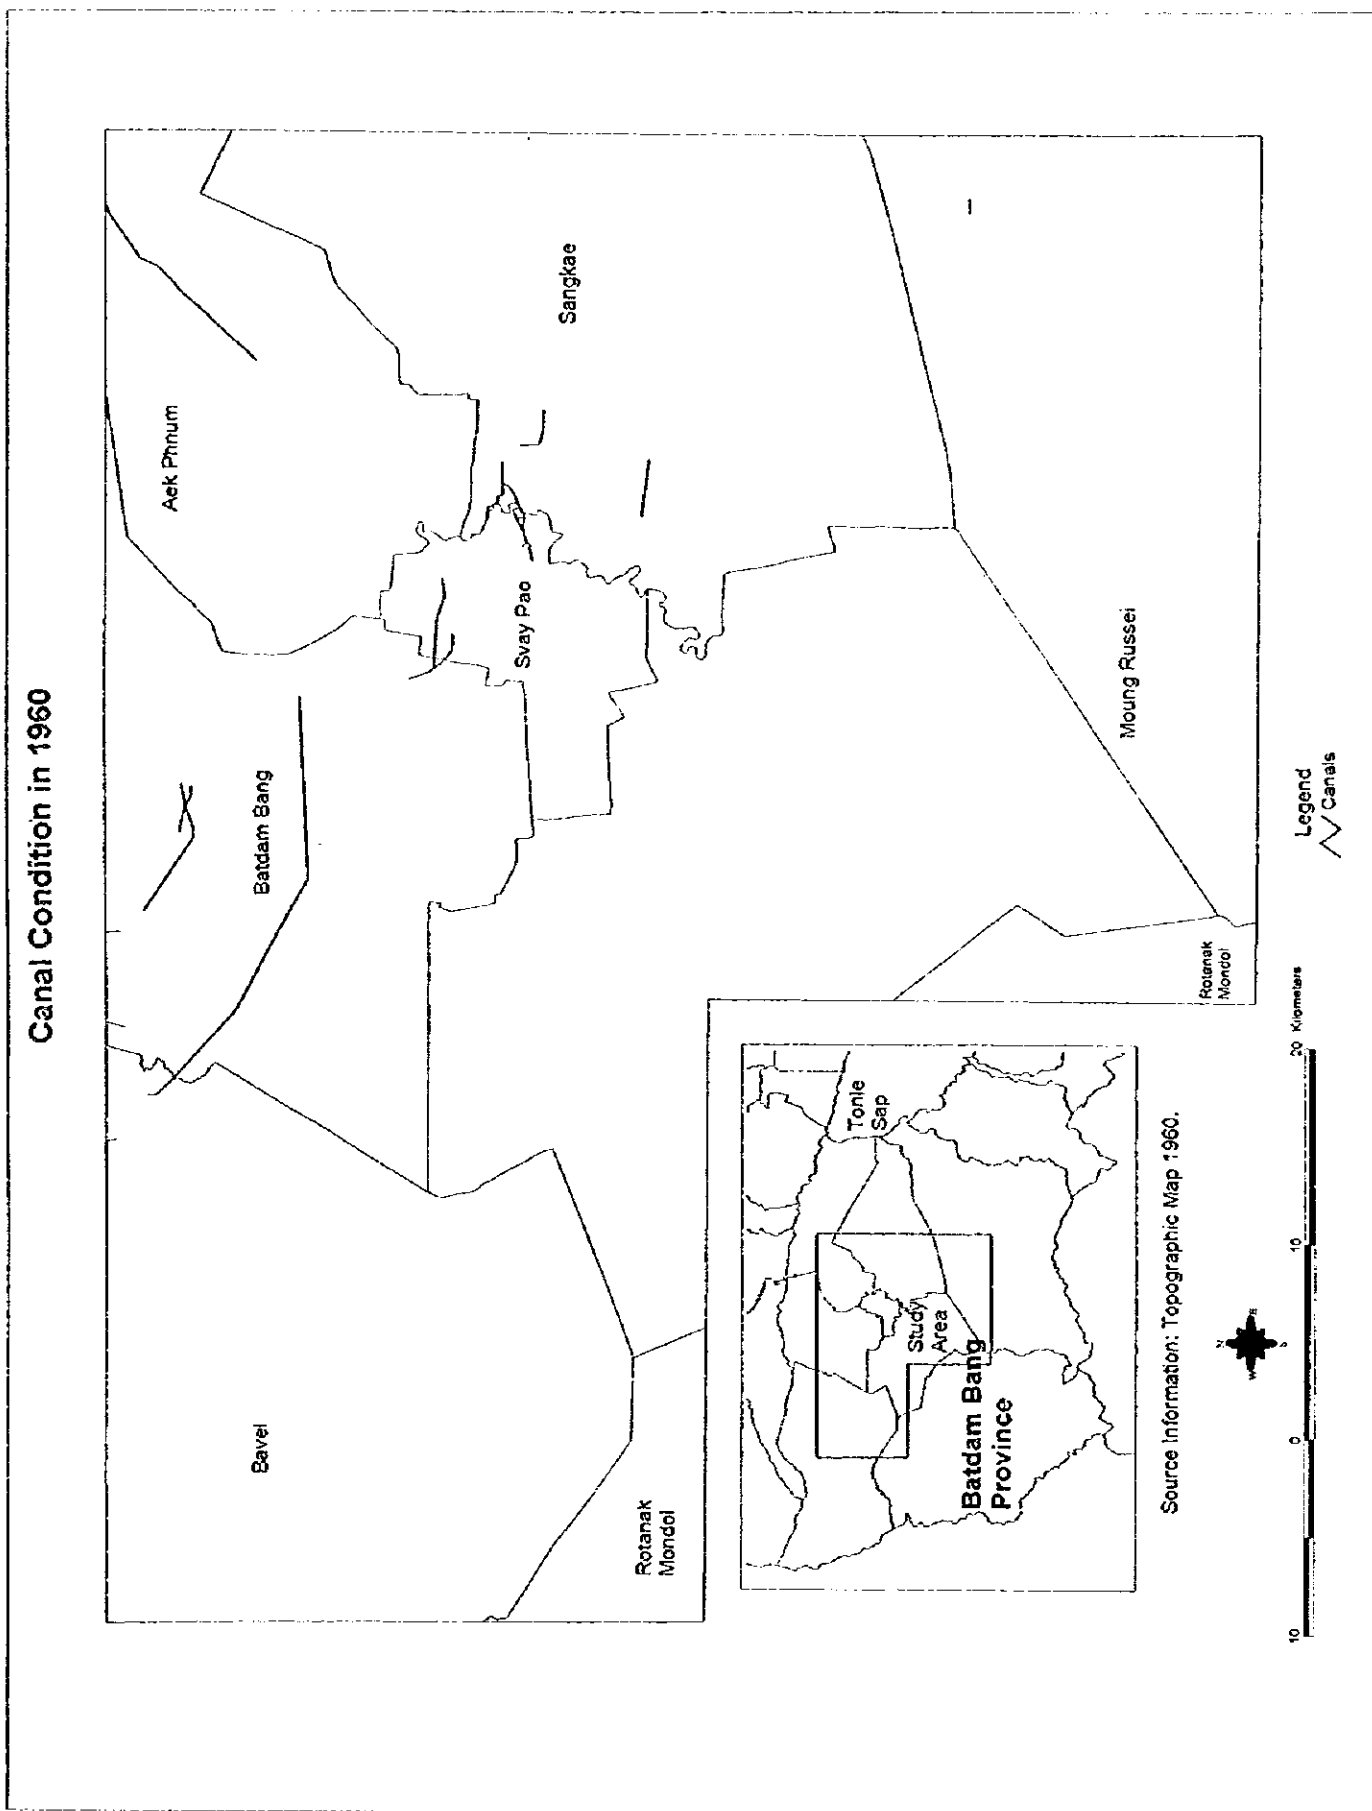 Canal Condition in 1960
Aek Phnum
Batdam Bang
Sangkae
Bavel
Svay Pao
Rotanak
Mondol
Moung Russei
Rotanak
Mondol
Tonle
Sap
Study
Area
Batdam Bang
Province
Source Information: Topographic Map 1960.
N
W
E
S
10 0 10 20 Kilometers
Legend
Canals